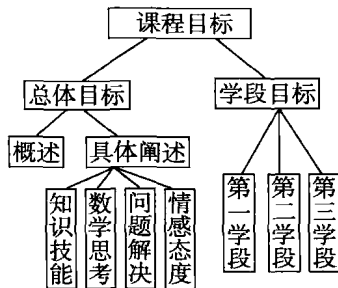 课程目标
总体目标
学段目标
概述
具体阐述
知识技能
数学思考
问题解决
情感态度
第一学段
第二学段
第三学段